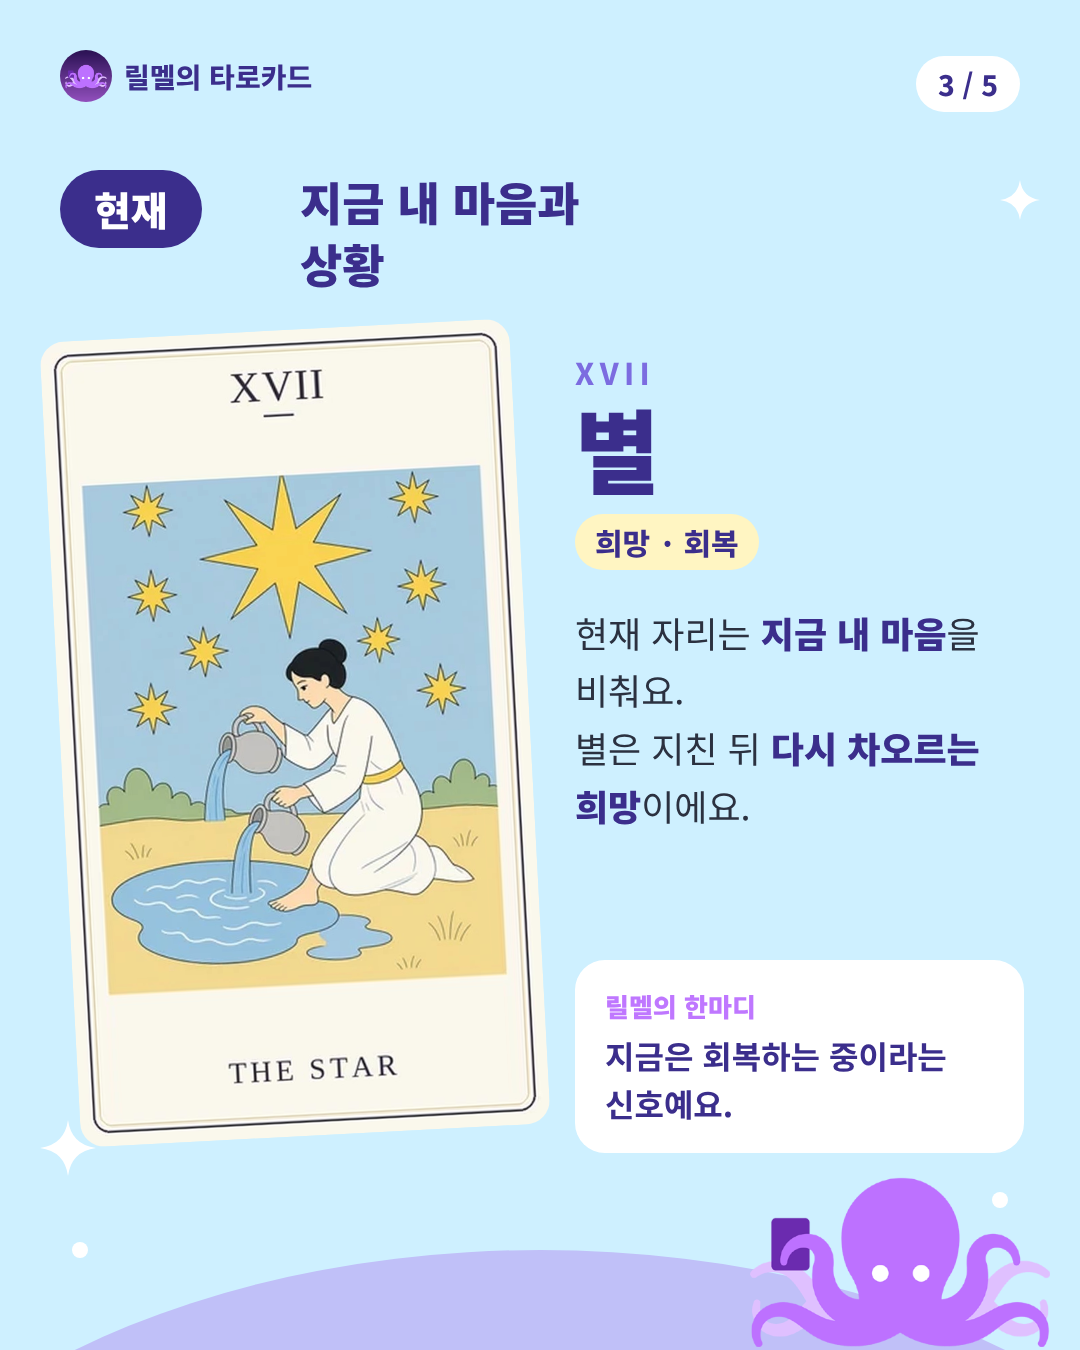 릴멜의 타로카드
3 / 5
현재
지금 내 마음과
상황
XVII
THE STAR
XVII
별
희망 · 회복
현재 자리는 지금 내 마음을
비춰요.
별은 지친 뒤 다시 차오르는
희망이에요.
릴멜의 한마디
지금은 회복하는 중이라는
신호예요.